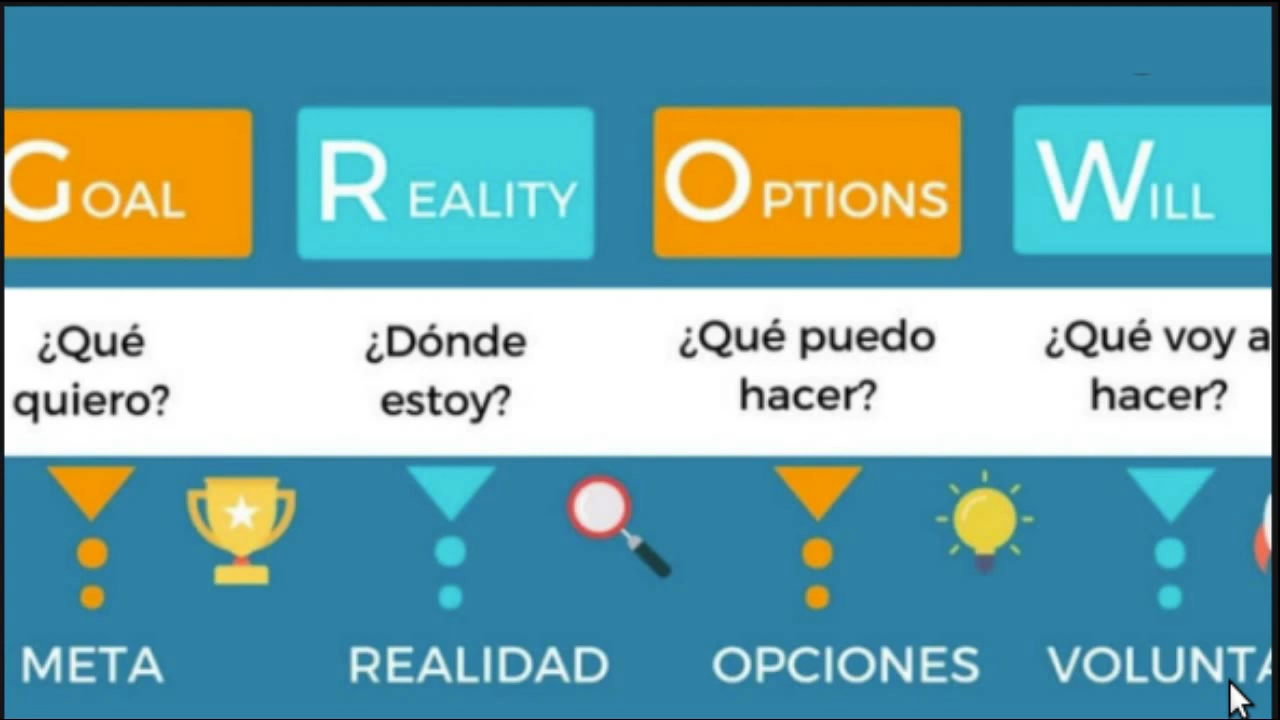 GOAL REALITY OPTIONS WILL
¿Qué ¿Dónde ¿Qué puedo ¿Qué voy a
quiero? estoy? hacer? hacer?
META REALIDAD OPCIONES VOLUNTA